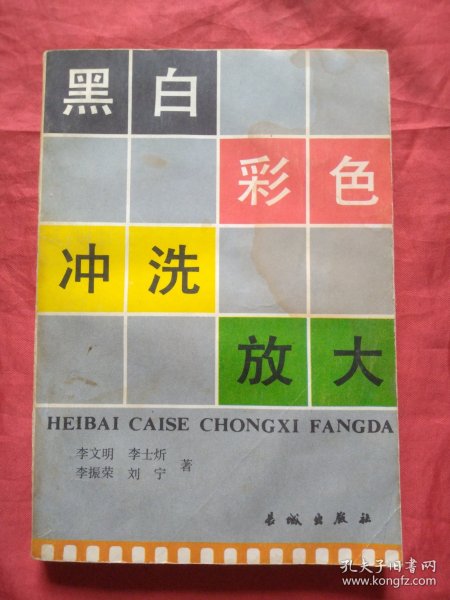 黑白
彩色
冲洗
放大
HEIBAI CAISE CHONGXI FANGDA
李文明 李士炘
李振荣 刘宁 著
长城出版社
孔夫子旧书网
www.kongfz.com